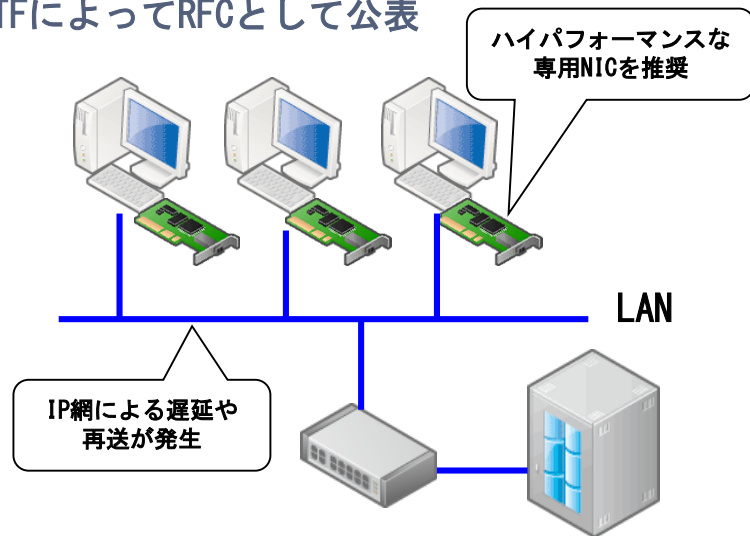 TFによってRFCとして公表
ハイパフォーマンスな
専用NICを推奨
LAN
IP網による遅延や
再送が発生